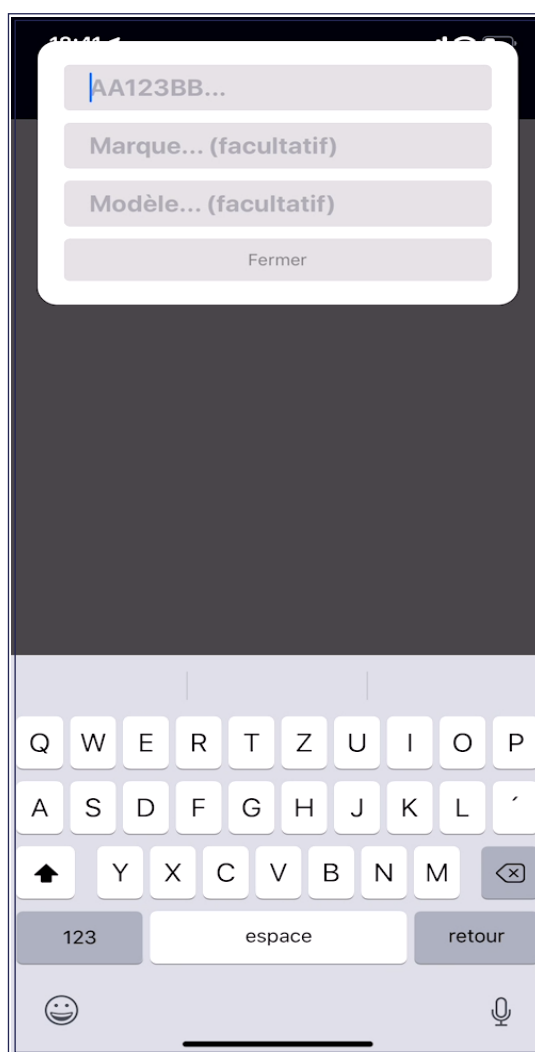 AA123BB...
Marque... (facultatif)
Modèle... (facultatif)
Fermer
Q W E R T Z U I O P
A S D F G H J K L ´
Y X C V B N M
123 espace retour